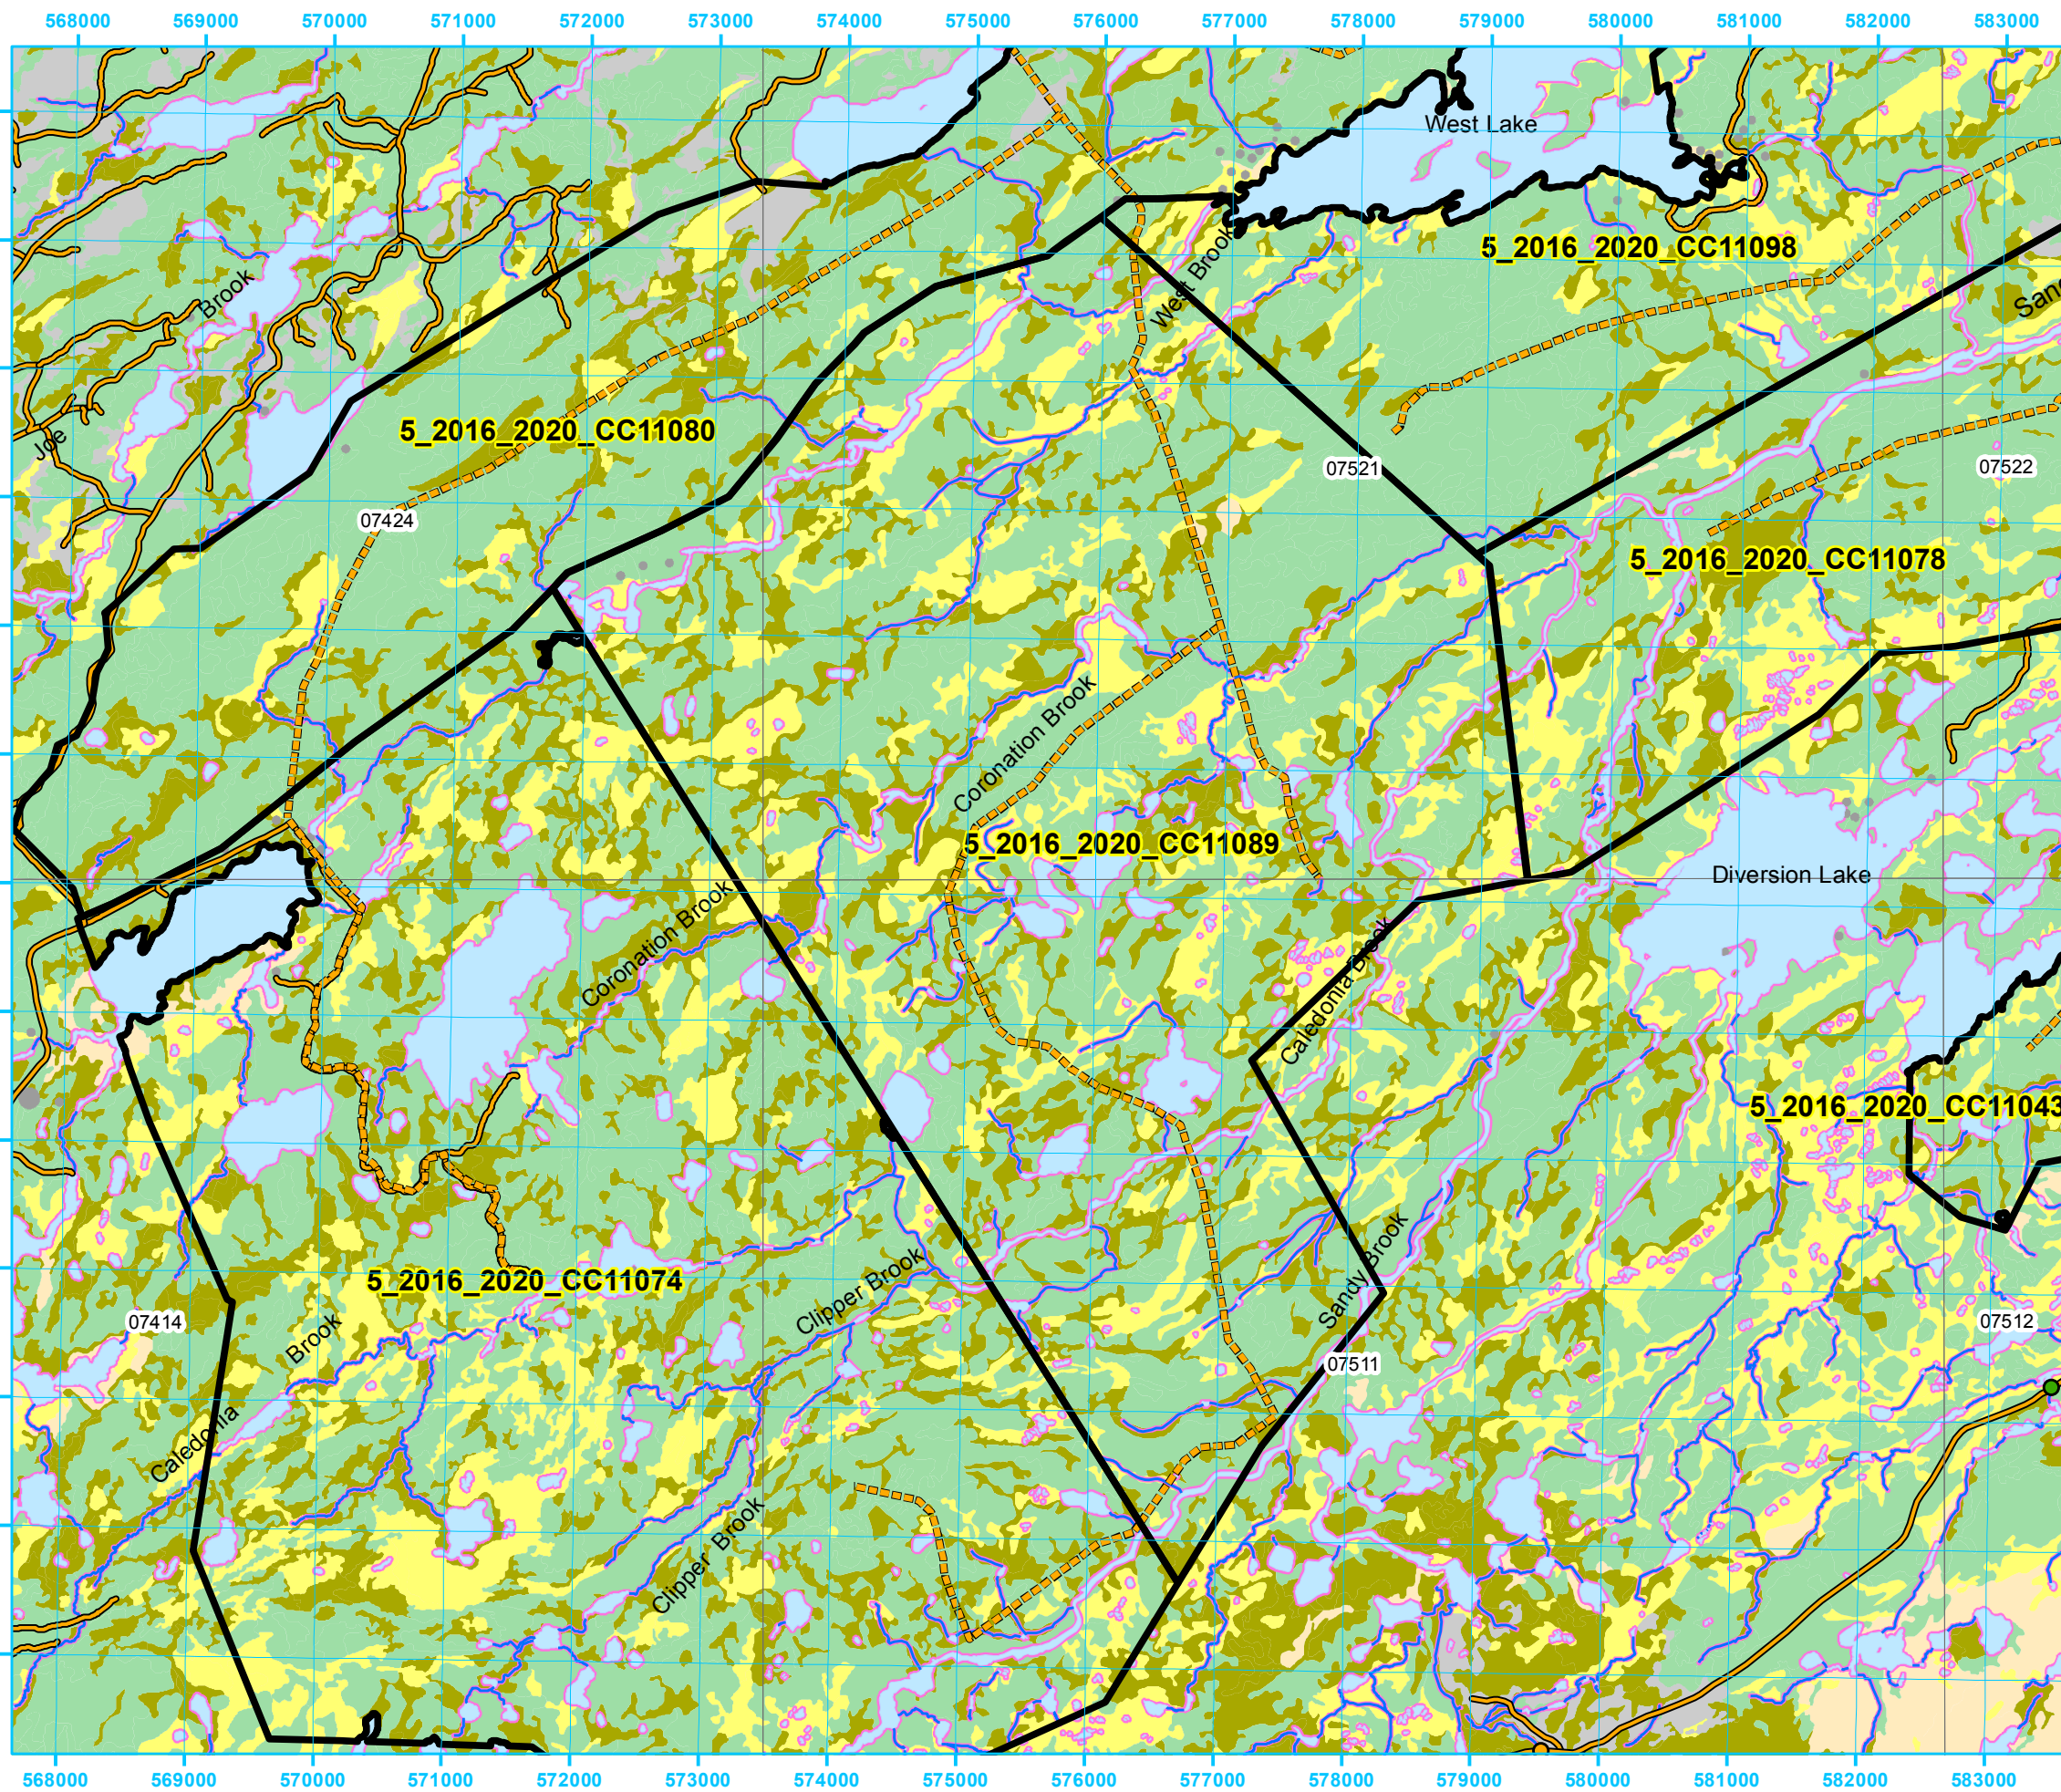 568000 569000 570000 571000 572000 573000 574000 575000 576000 577000 578000 579000 580000 581000 582000 583000
West Lake
5_2016_2020_CC11098
West Brook
Brook
Sand
5_2016_2020_CC11080
Joe
07521
07522
07424
5_2016_2020_CC11078
Coronation Brook
5_2016_2020_CC11089
Diversion Lake
Coronation Brook
Caledonia Brook
5_2016_2020_CC11043
Sandy Brook
5_2016_2020_CC11074
Clipper Brook
07414
07512
Brook
07511
Caledonia
Clipper Brook
568000 569000 570000 571000 572000 573000 574000 575000 576000 577000 578000 579000 580000 581000 582000 583000